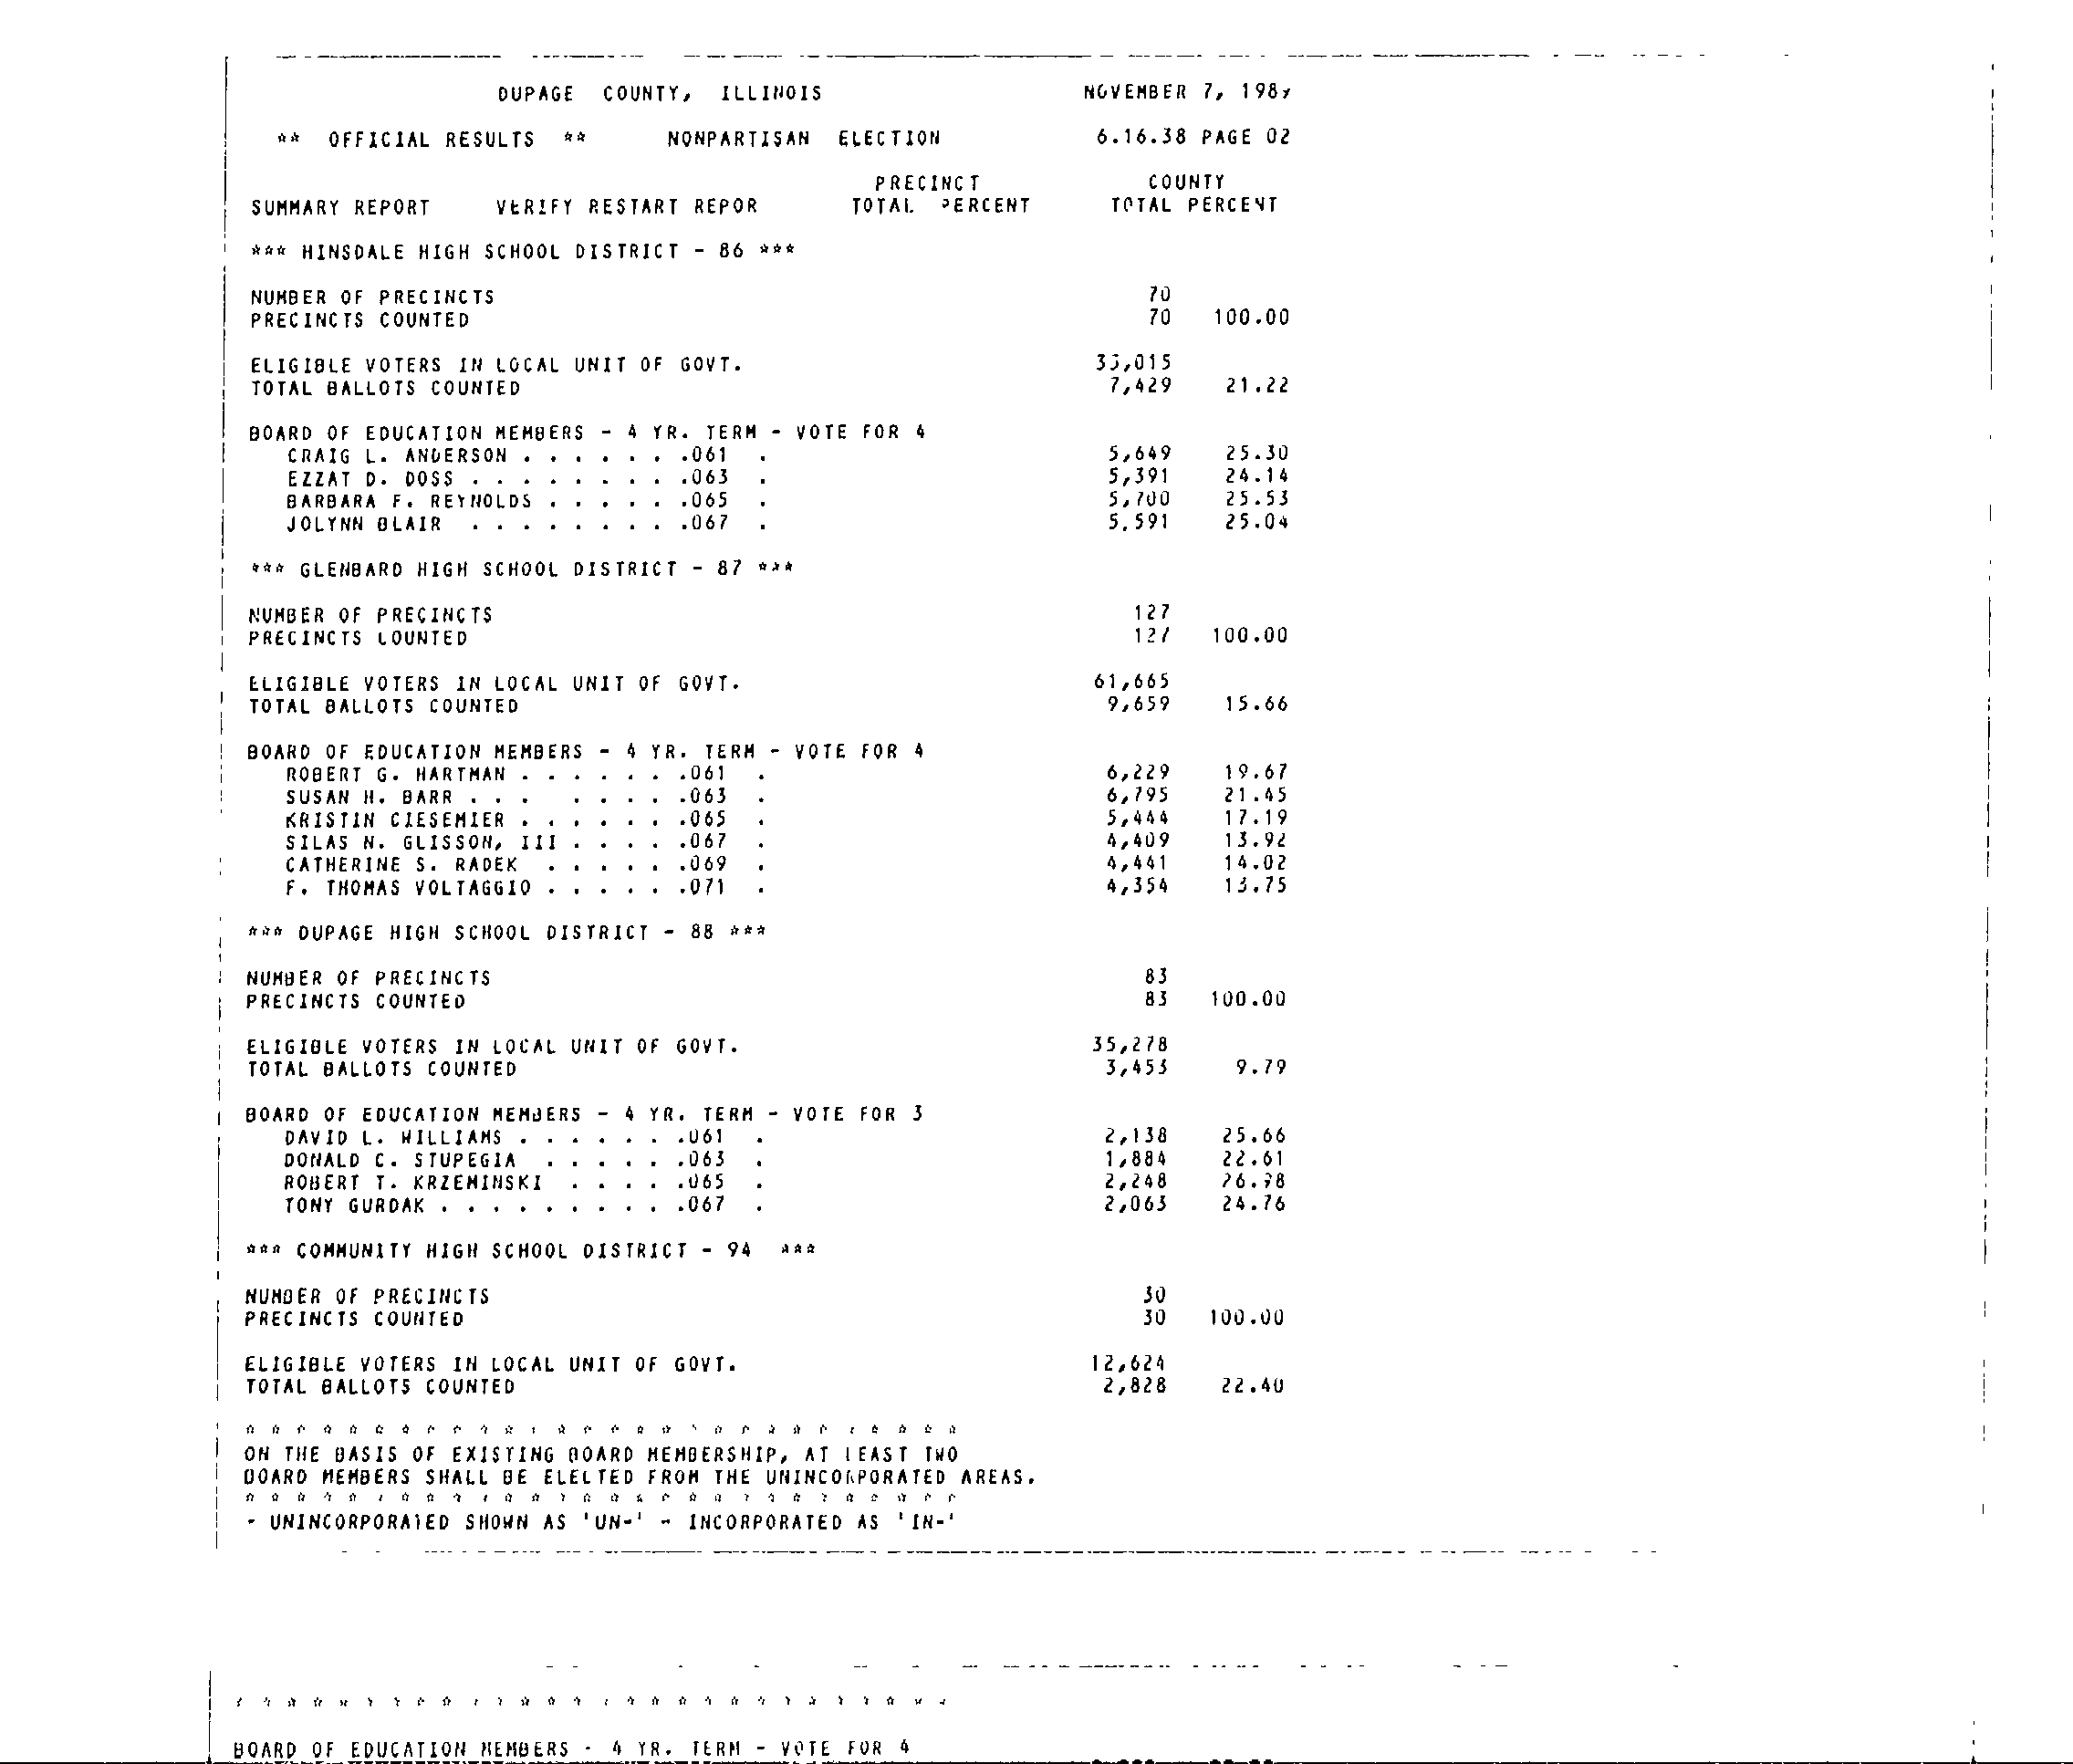 DUPAGE COUNTY, ILLINOIS NOVEMBER 7, 198
** OFFICIAL RESULTS ** NONPARTISAN ELECTION 6.16.38 PAGE 02
PRECINCT COUNTY
SUMMARY REPORT VERIFY RESTART REPOR TOTAL PERCENT TOTAL PERCENT
*** HINSDALE HIGH SCHOOL DISTRICT - 86 ***
NUMBER OF PRECINCTS 70
PRECINCTS COUNTED 70 100.00
ELIGIBLE VOTERS IN LOCAL UNIT OF GOVT.
TOTAL BALLOTS COUNTED 7,429 21.22
BOARD OF EDUCATION MEMBERS - 4 YR. TERM - VOTE FOR 4
CRAIG L. ANDERSON . . . . . . .061 . 5,649 25.30
EZZAT D. DOSS . . . . . . . . .063 . 5,391 24.14
BARBARA F. REYNOLDS . . . . . .065 . 5,700 25.53
JOLYNN BLAIR . . . . . . . . .067 . 5,591 25.04
*** GLENBARD HIGH SCHOOL DISTRICT - 87 ***
NUMBER OF PRECINCTS 127
PRECINCTS COUNTED 127 100.00
ELIGIBLE VOTERS IN LOCAL UNIT OF GOVT. 61,665
TOTAL BALLOTS COUNTED 9,659 15.66
BOARD OF EDUCATION MEMBERS - 4 YR. TERM - VOTE FOR 4
ROBERT G. HARTMAN . . . . . . .061 . 6,229 19.67
SUSAN H. BARR . . . . . . . .063 . 6,795 21.45
KRISTIN CIESEMIER . . . . . . .065 . 5,444 17.19
SILAS N. GLISSON, III . . . . .067 . 4,409 13.92
CATHERINE S. RADEK . . . . . .069 . 4,441 14.02
F. THOMAS VOLTAGGIO . . . . . .071 . 4,354 13.75
*** DUPAGE HIGH SCHOOL DISTRICT - 88 ***
NUMBER OF PRECINCTS 83
PRECINCTS COUNTED 83 100.00
ELIGIBLE VOTERS IN LOCAL UNIT OF GOVT. 35,278
TOTAL BALLOTS COUNTED 3,453 9.79
BOARD OF EDUCATION MEMBERS - 4 YR. TERM - VOTE FOR 3
DAVID L. WILLIAMS . . . . . . .061 . 2,138 25.66
DONALD C. STUPEGIA . . . . . .063 . 1,884 22.61
ROBERT T. KRZEMINSKI . . . . .065 . 2,248 26.98
TONY GURDAK . . . . . . . . . .067 . 2,063 24.76
*** COMMUNITY HIGH SCHOOL DISTRICT - 94 ***
NUMBER OF PRECINCTS 30
PRECINCTS COUNTED 30 100.00
ELIGIBLE VOTERS IN LOCAL UNIT OF GOVT. 12,624
TOTAL BALLOTS COUNTED 2,828 22.40
* * * * * * * * * * * * * * * * * * * * * * * * * * * *
ON THE BASIS OF EXISTING BOARD MEMBERSHIP, AT LEAST TWO
BOARD MEMBERS SHALL BE ELECTED FROM THE UNINCORPORATED AREAS.
* * * * * * * * * * * * * * * * * * * * * * * * * * * *
- UNINCORPORATED SHOWN AS 'UN-' - INCORPORATED AS 'IN-'
* * * * * * * * * * * * * * * * * * * * * * * * * * * *
BOARD OF EDUCATION MEMBERS - 4 YR. TERM - VOTE FOR 4